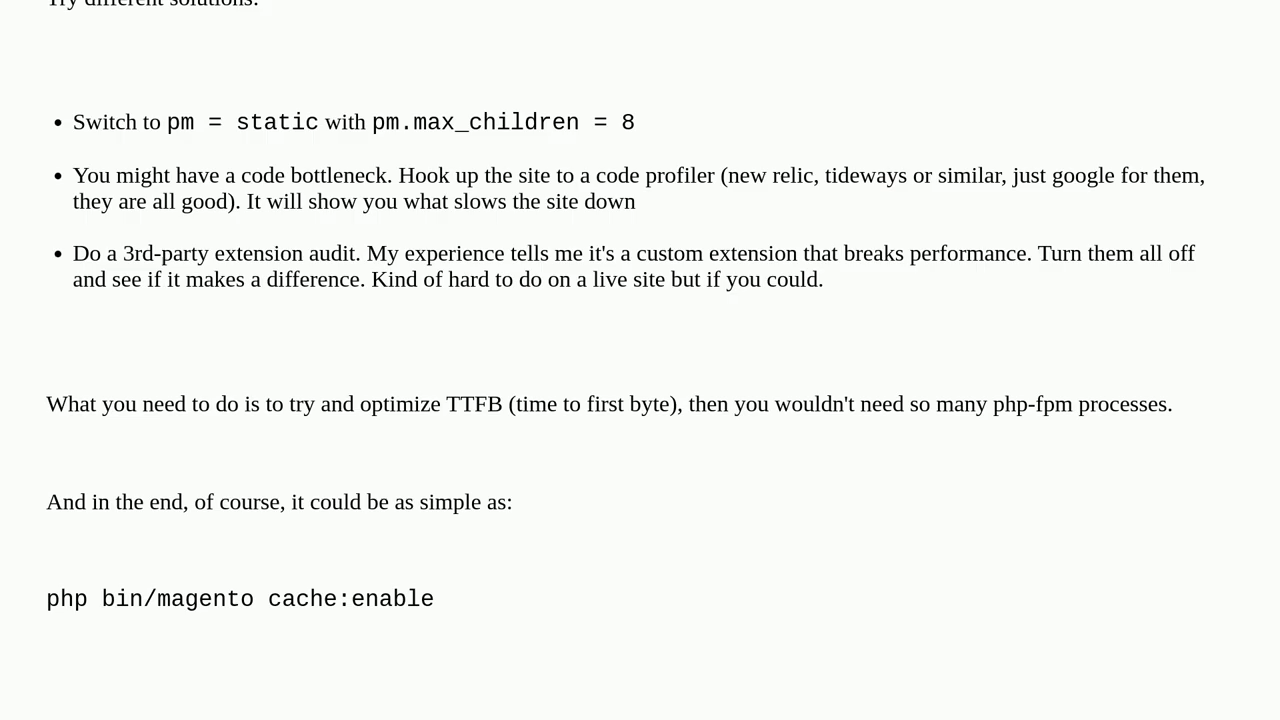 Try different solutions:
Switch to pm = static with pm.max_children = 8
You might have a code bottleneck. Hook up the site to a code profiler (new relic, tideways or similar, just google for them,
they are all good). It will show you what slows the site down
Do a 3rd-party extension audit. My experience tells me it's a custom extension that breaks performance. Turn them all off
and see if it makes a difference. Kind of hard to do on a live site but if you could.
What you need to do is to try and optimize TTFB (time to first byte), then you wouldn't need so many php-fpm processes.
And in the end, of course, it could be as simple as:
php bin/magento cache:enable